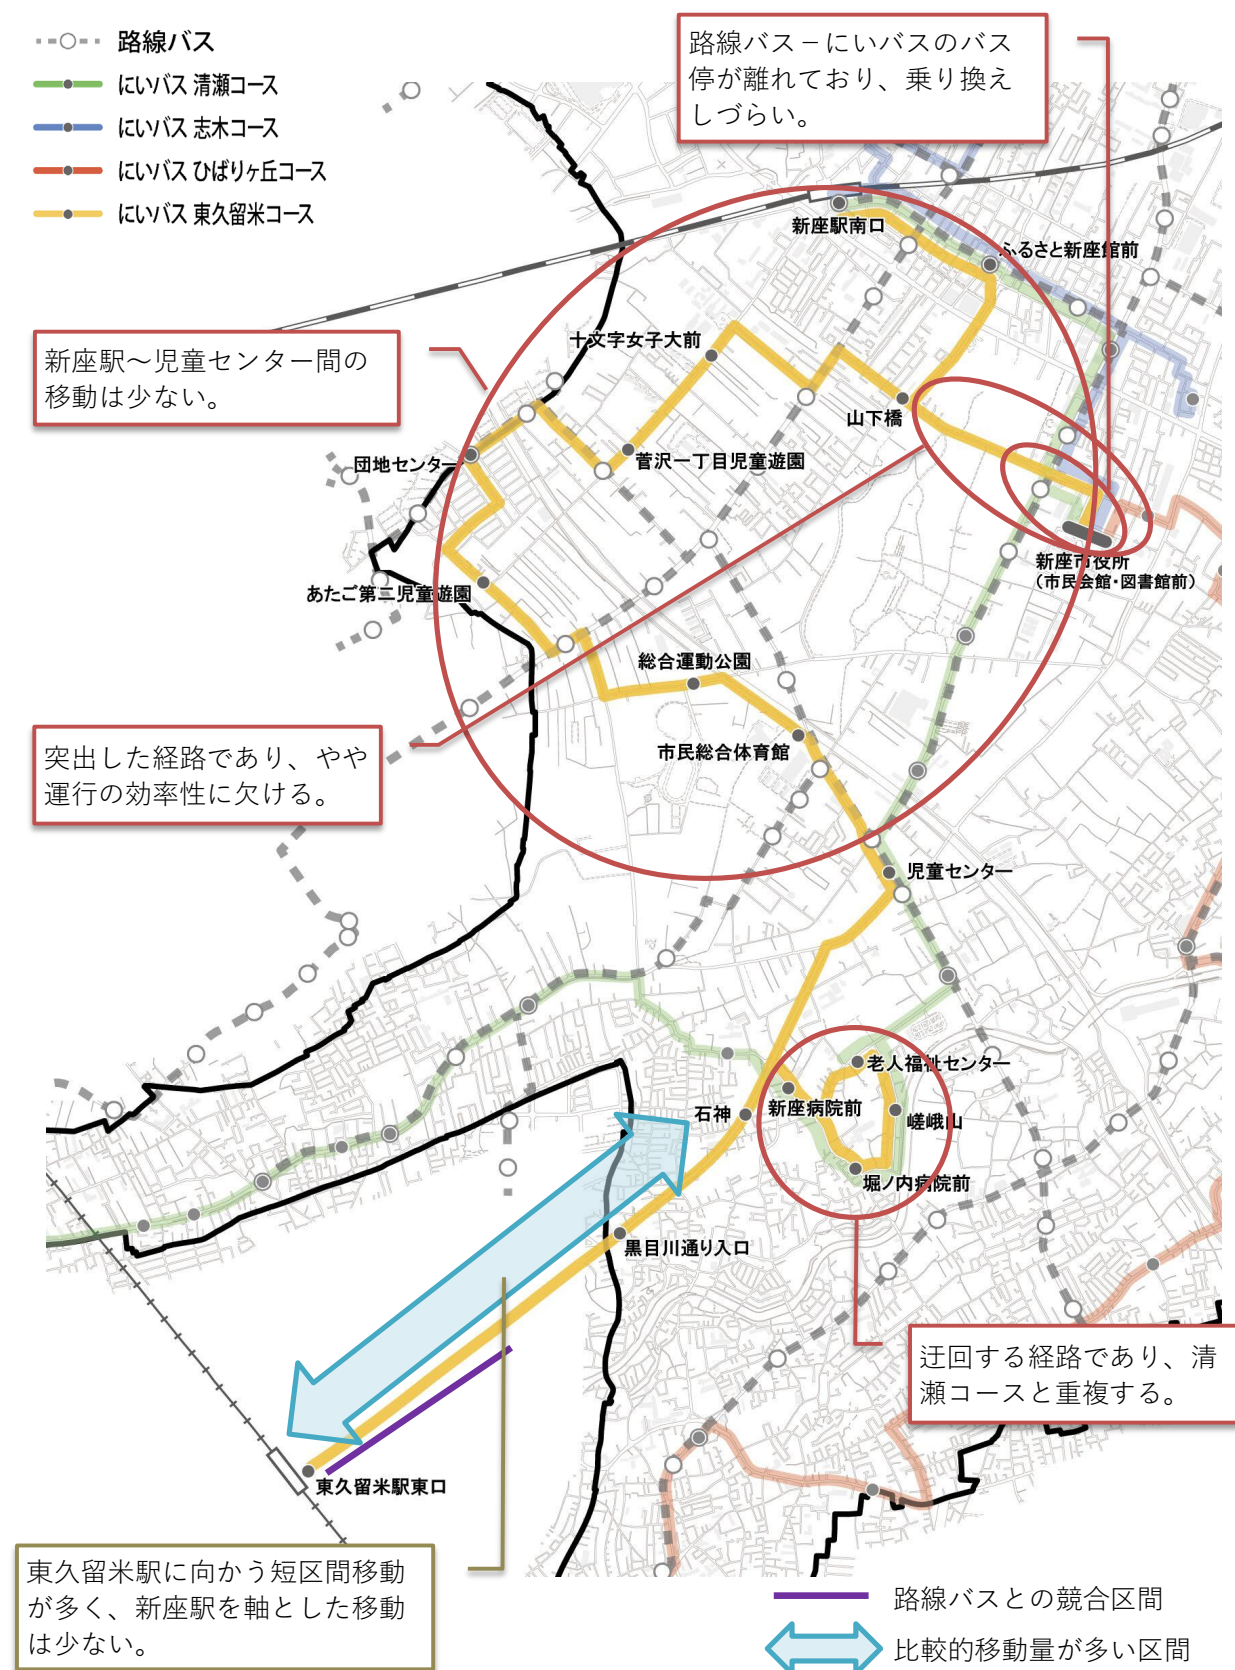 路線バス
にいバス 清瀬コース
にいバス 志木コース
にいバス ひばりヶ丘コース
にいバス 東久留米コース
路線バス－にいバスのバス
停が離れており、乗り換え
しづらい。
新座駅南口
ふるさと新座館前
新座駅～児童センター間の
移動は少ない。
十文字女子大前
山下橋
団地センター
菅沢一丁目児童遊園
新座市役所
（市民会館・図書館前）
あたご第二児童遊園
総合運動公園
市民総合体育館
突出した経路であり、やや
運行の効率性に欠ける。
児童センター
老人福祉センター
新座病院前
石神
嵯峨山
堀ノ内病院前
黒目川通り入口
迂回する経路であり、清
瀬コースと重複する。
東久留米駅東口
東久留米駅に向かう短区間移動
が多く、新座駅を軸とした移動
は少ない。
路線バスとの競合区間
比較的移動量が多い区間